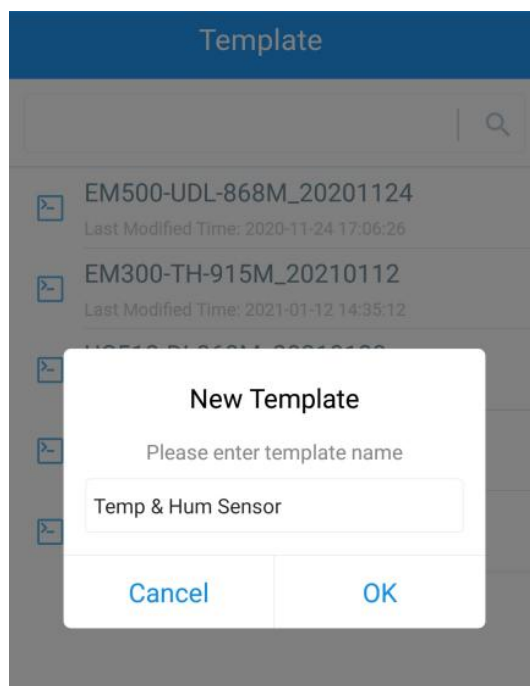 Template
EM500-UDL-868M_20201124
Last Modified Time: 2020-11-24 17:06:26
EM300-TH-915M_20210112
Last Modified Time: 2021-01-12 14:35:12
New Template
Please enter template name
Temp & Hum Sensor
Cancel
OK